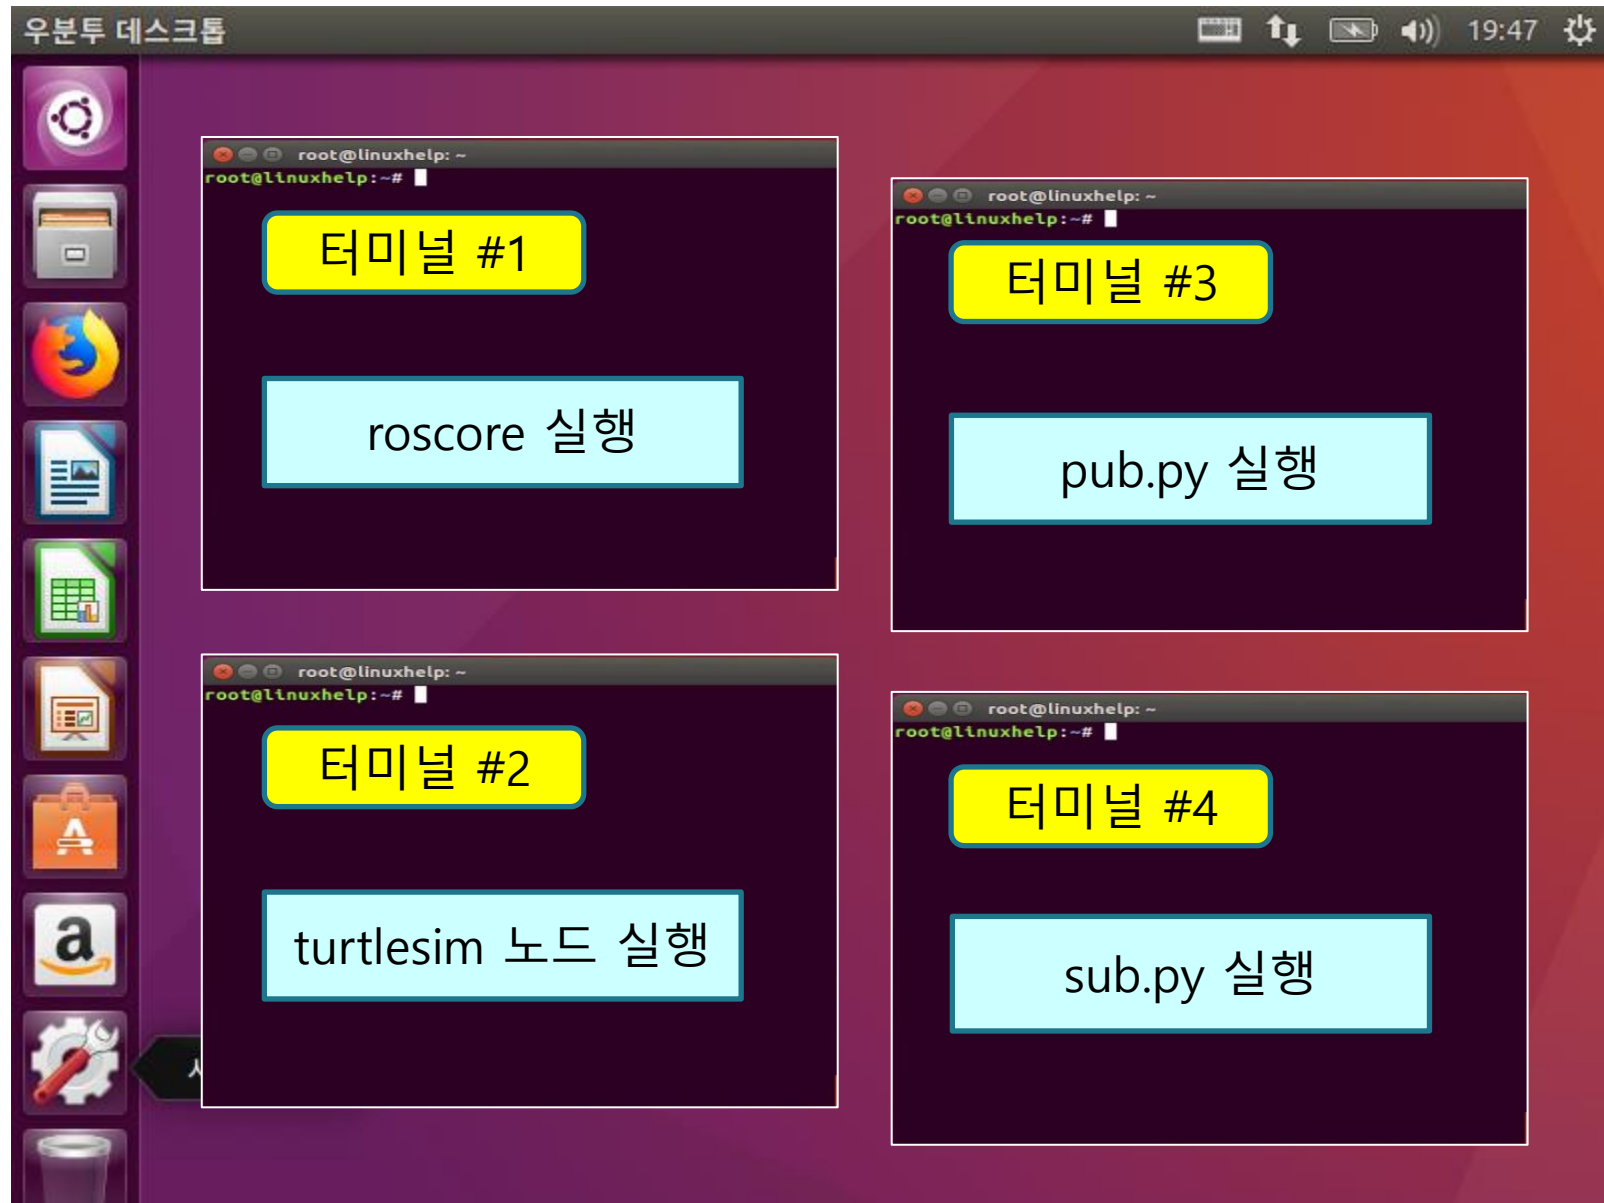 우분투 데스크톱
19:47
root@linuxhelp: ~
root@linuxhelp:~#
터미널 #1
roscore 실행
root@linuxhelp: ~
root@linuxhelp:~#
터미널 #2
turtlesim 노드 실행
root@linuxhelp: ~
root@linuxhelp:~#
터미널 #3
pub.py 실행
root@linuxhelp: ~
root@linuxhelp:~#
터미널 #4
sub.py 실행